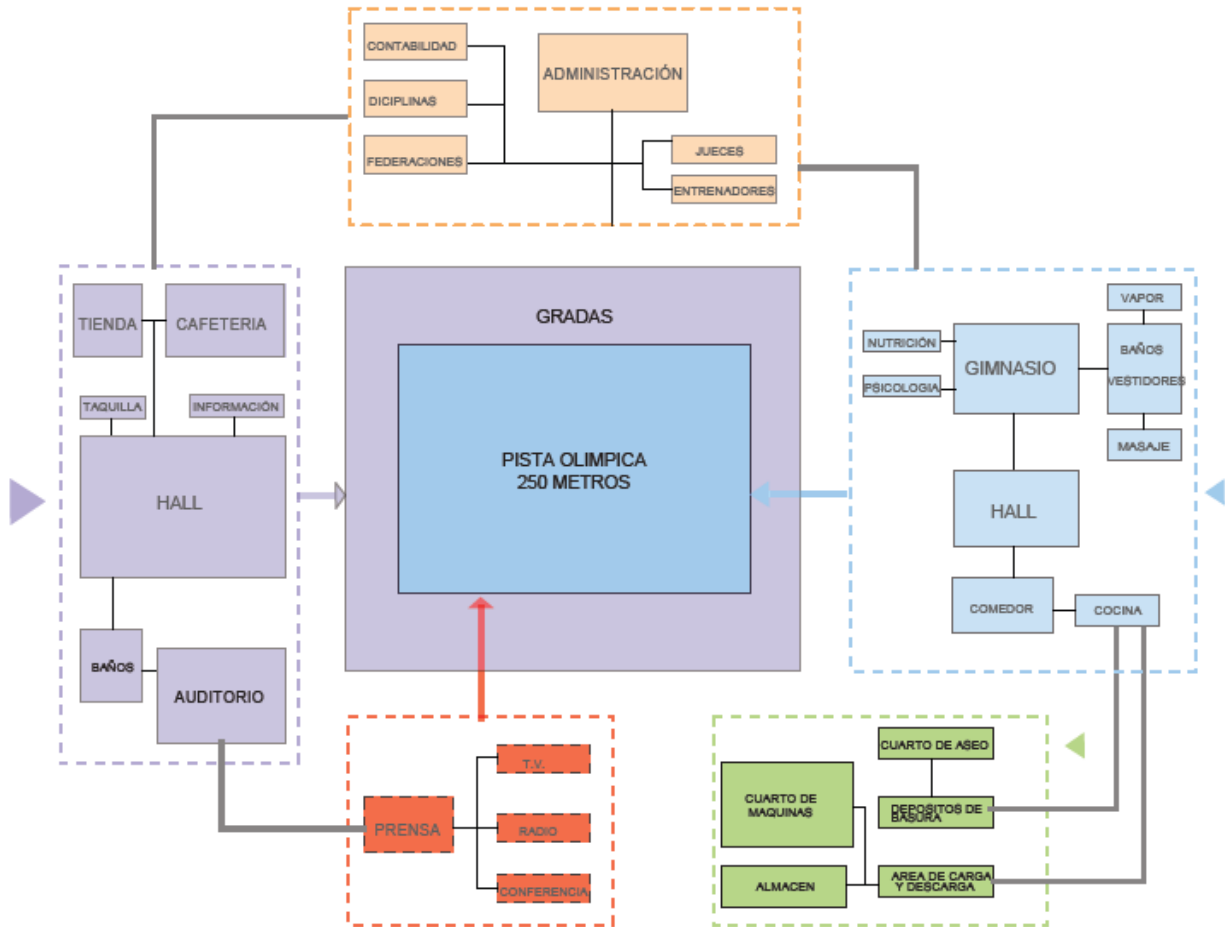 CONTABILIDAD
ADMINISTRACIÓN
DICIPLINAS
FEDERACIONES
JUECES
ENTRENADORES
TIENDA
CAFETERIA
TAQUILLA
INFORMACIÓN
HALL
BAÑOS
AUDITORIO
GRADAS
PISTA OLIMPICA
250 METROS
VAPOR
NUTRICIÓN
GIMNASIO
BAÑOS
VESTIDORES
PSICOLOGIA
MASAJE
HALL
COMEDOR
COCINA
T.V.
PRENSA
RADIO
CONFERENCIA
CUARTO DE ASEO
CUARTO DE
MAQUINAS
DEPOSITOS DE
BASURA
ALMACEN
AREA DE CARGA
Y DESCARGA